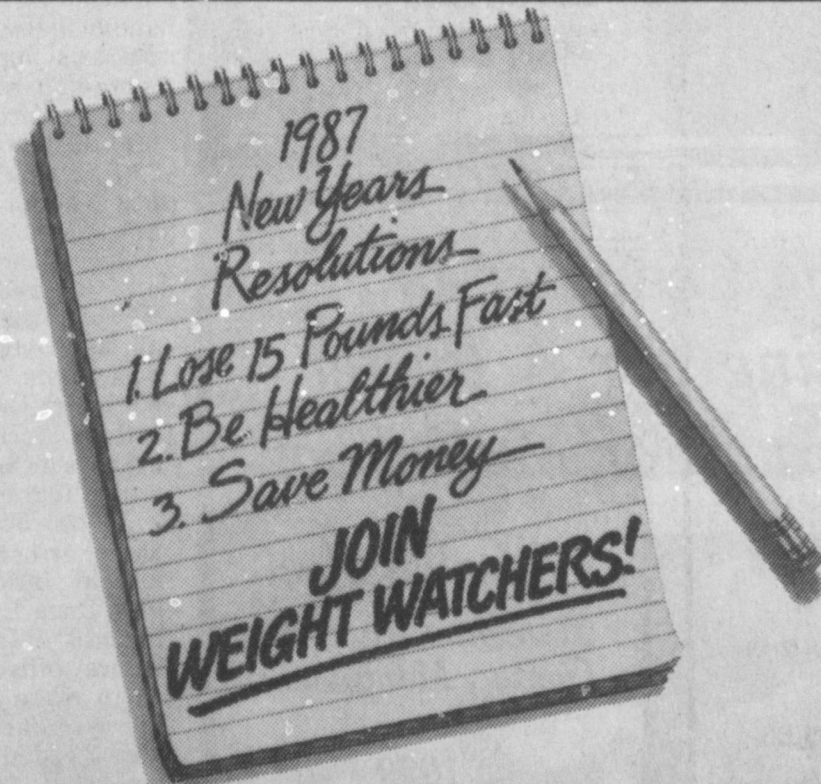 1987
New Years
Resolutions
1. Lose 15 Pounds Fast
2. Be Healthier
3. Save Money
JOIN
WEIGHT WATCHERS!